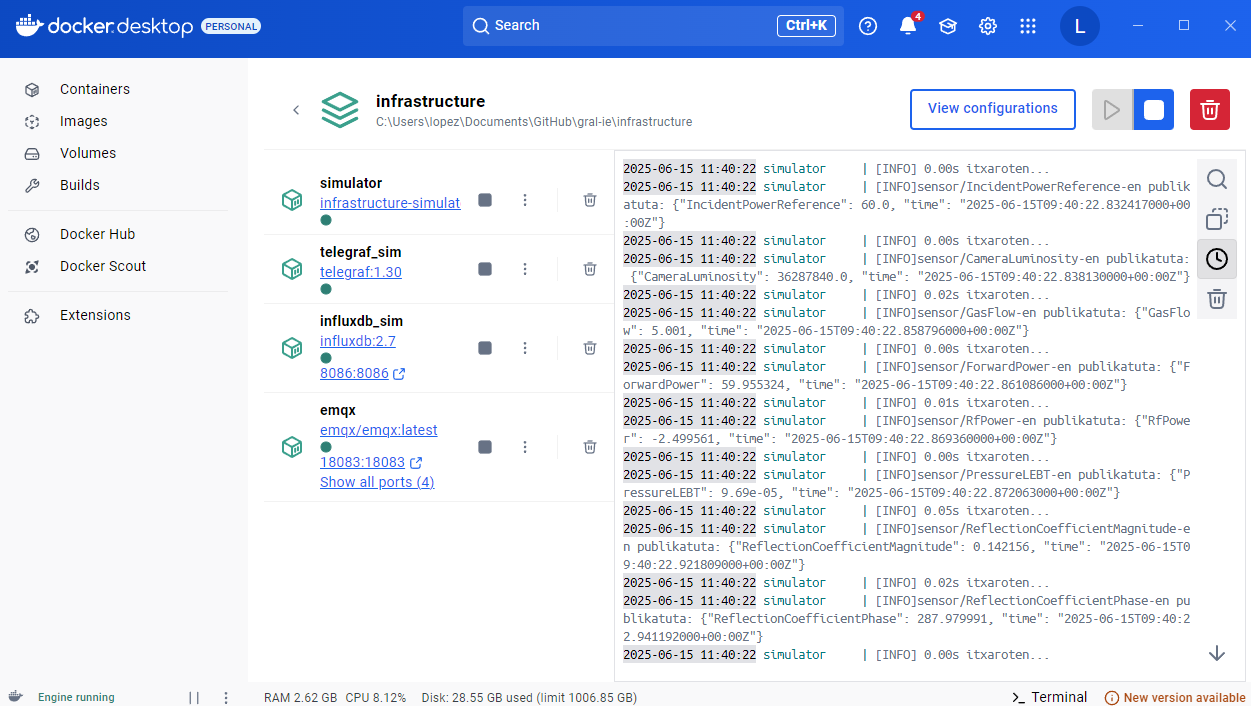 docker.desktop PERSONAL
Search
Ctrl+K
4
L
Containers
Images
Volumes
Builds
Docker Hub
Docker Scout
Extensions
infrastructure
C:\Users\lopez\Documents\GitHub\gral-ie\infrastructure
View configurations
simulator
infrastructure-simulat
telegraf_sim
telegraf:1.30
influxdb_sim
influxdb:2.7
8086:8086
emqx
emqx/emqx:latest
18083:18083
Show all ports (4)
2025-06-15 11:40:22 simulator | [INFO] 0.00s itxaroten...
2025-06-15 11:40:22 simulator | [INFO]sensor/IncidentPowerReference-en publik
atuta: {"IncidentPowerReference": 60.0, "time": "2025-06-15T09:40:22.832417000+00
:00Z"}
2025-06-15 11:40:22 simulator | [INFO] 0.00s itxaroten...
2025-06-15 11:40:22 simulator | [INFO]sensor/CameraLuminosity-en publikatuta:
{"CameraLuminosity": 36287840.0, "time": "2025-06-15T09:40:22.838130000+00:00Z"}
2025-06-15 11:40:22 simulator | [INFO] 0.02s itxaroten...
2025-06-15 11:40:22 simulator | [INFO]sensor/GasFlow-en publikatuta: {"GasFlo
w": 5.001, "time": "2025-06-15T09:40:22.858796000+00:00Z"}
2025-06-15 11:40:22 simulator | [INFO] 0.00s itxaroten...
2025-06-15 11:40:22 simulator | [INFO]sensor/ForwardPower-en publikatuta: {"F
orwardPower": 59.955324, "time": "2025-06-15T09:40:22.861086000+00:00Z"}
2025-06-15 11:40:22 simulator | [INFO] 0.01s itxaroten...
2025-06-15 11:40:22 simulator | [INFO]sensor/RfPower-en publikatuta: {"RfPowe
r": -2.499561, "time": "2025-06-15T09:40:22.869360000+00:00Z"}
2025-06-15 11:40:22 simulator | [INFO] 0.00s itxaroten...
2025-06-15 11:40:22 simulator | [INFO]sensor/PressureLEBT-en publikatuta: {"P
ressureLEBT": 9.69e-05, "time": "2025-06-15T09:40:22.872063000+00:00Z"}
2025-06-15 11:40:22 simulator | [INFO] 0.05s itxaroten...
2025-06-15 11:40:22 simulator | [INFO]sensor/ReflectionCoefficientMagnitude-e
n publikatuta: {"ReflectionCoefficientMagnitude": 0.142156, "time": "2025-06-15T0
9:40:22.921809000+00:00Z"}
2025-06-15 11:40:22 simulator | [INFO] 0.02s itxaroten...
2025-06-15 11:40:22 simulator | [INFO]sensor/ReflectionCoefficientPhase-en pu
blikatuta: {"ReflectionCoefficientPhase": 287.979991, "time": "2025-06-15T09:40:2
2.941192000+00:00Z"}
2025-06-15 11:40:22 simulator | [INFO] 0.00s itxaroten...
Engine running
RAM 2.62 GB CPU 8.12% Disk: 28.55 GB used (limit 1006.85 GB)
Terminal
New version available